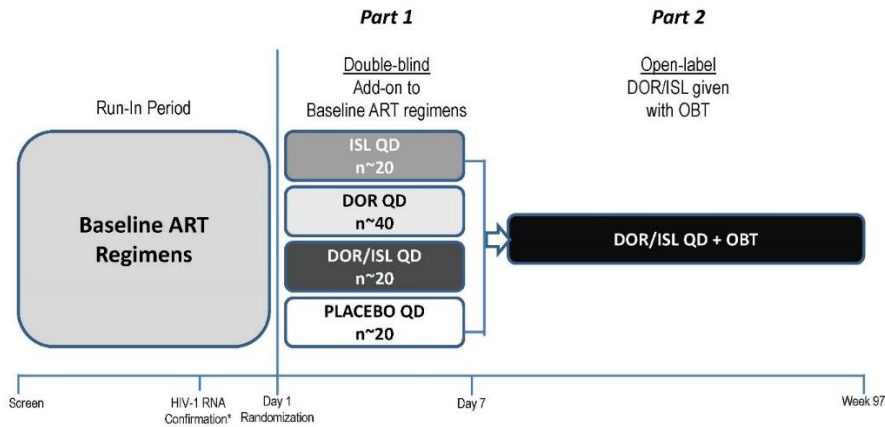 Part 1
Part 2
Double-blind
Add-on to
Baseline ART regimens
Open-label
DOR/ISL given
with OBT
Run-In Period
Baseline ART
Regimens
ISL QD
n~20
DOR QD
n~40
DOR/ISL QD
n~20
PLACEBO QD
n~20
DOR/ISL QD + OBT
Screen
HIV-1 RNA
Confirmation*
Day 1
Randomization
Day 7
Week 97